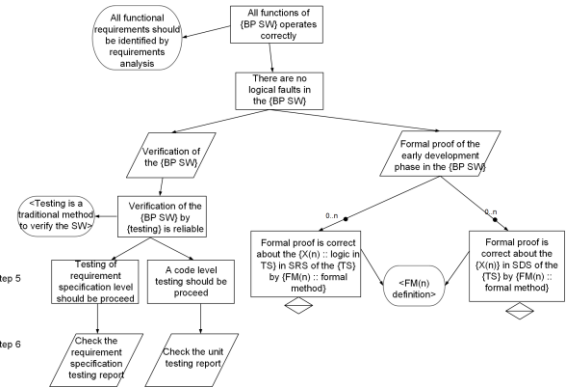 All functional
requirements should
be identified by
requirements
analysis
All functions of
{BP SW} operates
correctly
There are no
logical faults in
the {BP SW}
Verification of
the {BP SW}
Formal proof of the
early development
phase in the {BP SW}
<Testing is a
traditional method
to verify the SW>
Verification of the
{BP SW} by
{testing} is reliable
0..n
0..n
Formal proof is correct
about the {X(n) :: logic in
TS} in SRS of the {TS}
by {FM(n) :: formal
method}
<FM(n)
definition>
Formal proof is
correct about the
{X(n)} in SDS of the
{TS} by {FM(n) ::
formal method}
tep 5
Testing of
requirement
specification level
should be proceed
A code level
testing should be
proceed
tep 6
Check the
requirement
specification
testing report
Check the unit
testing report